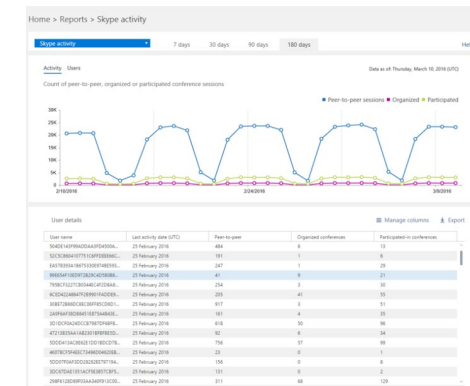 Home > Reports > Skype activity
Skype activity
7 days 30 days 90 days 180 days
Activity Users
Data as of: Thursday, March 10, 2016 (UTC)
Count of peer-to-peer, organized or participated conference sessions
Peer-to-peer sessions Organized Participated
30K
25K
20K
15K
10K
5K
0
2/10/2016 2/24/2016 3/8/2016
User details
Manage columns Export
User name Last activity date (UTC) Peer-to-peer Organized conferences Participated in conferences
25 February 2016 464 6 13
25 February 2016 191 1 6
25 February 2016 247 1 29
25 February 2016 41 9 21
25 February 2016 254 3 30
25 February 2016 205 41 55
25 February 2016 917 3 51
25 February 2016 161 4 35
25 February 2016 618 50 96
25 February 2016 92 6 34
25 February 2016 756 57 99
25 February 2016 23 0 1
25 February 2016 156 0 8
25 February 2016 131 0 2
25 February 2016 311 68 129